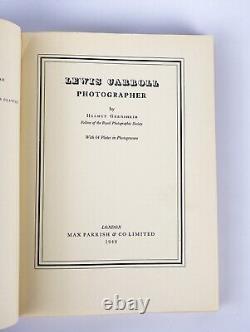 LEWIS CARROLL
PHOTOGRAPHER
by
HELMUT GERNSHEIM
Fellow of the Royal Photographic Society
With 64 Plates in Photogravure
LONDON
MAX PARRISH & CO LIMITED
1949